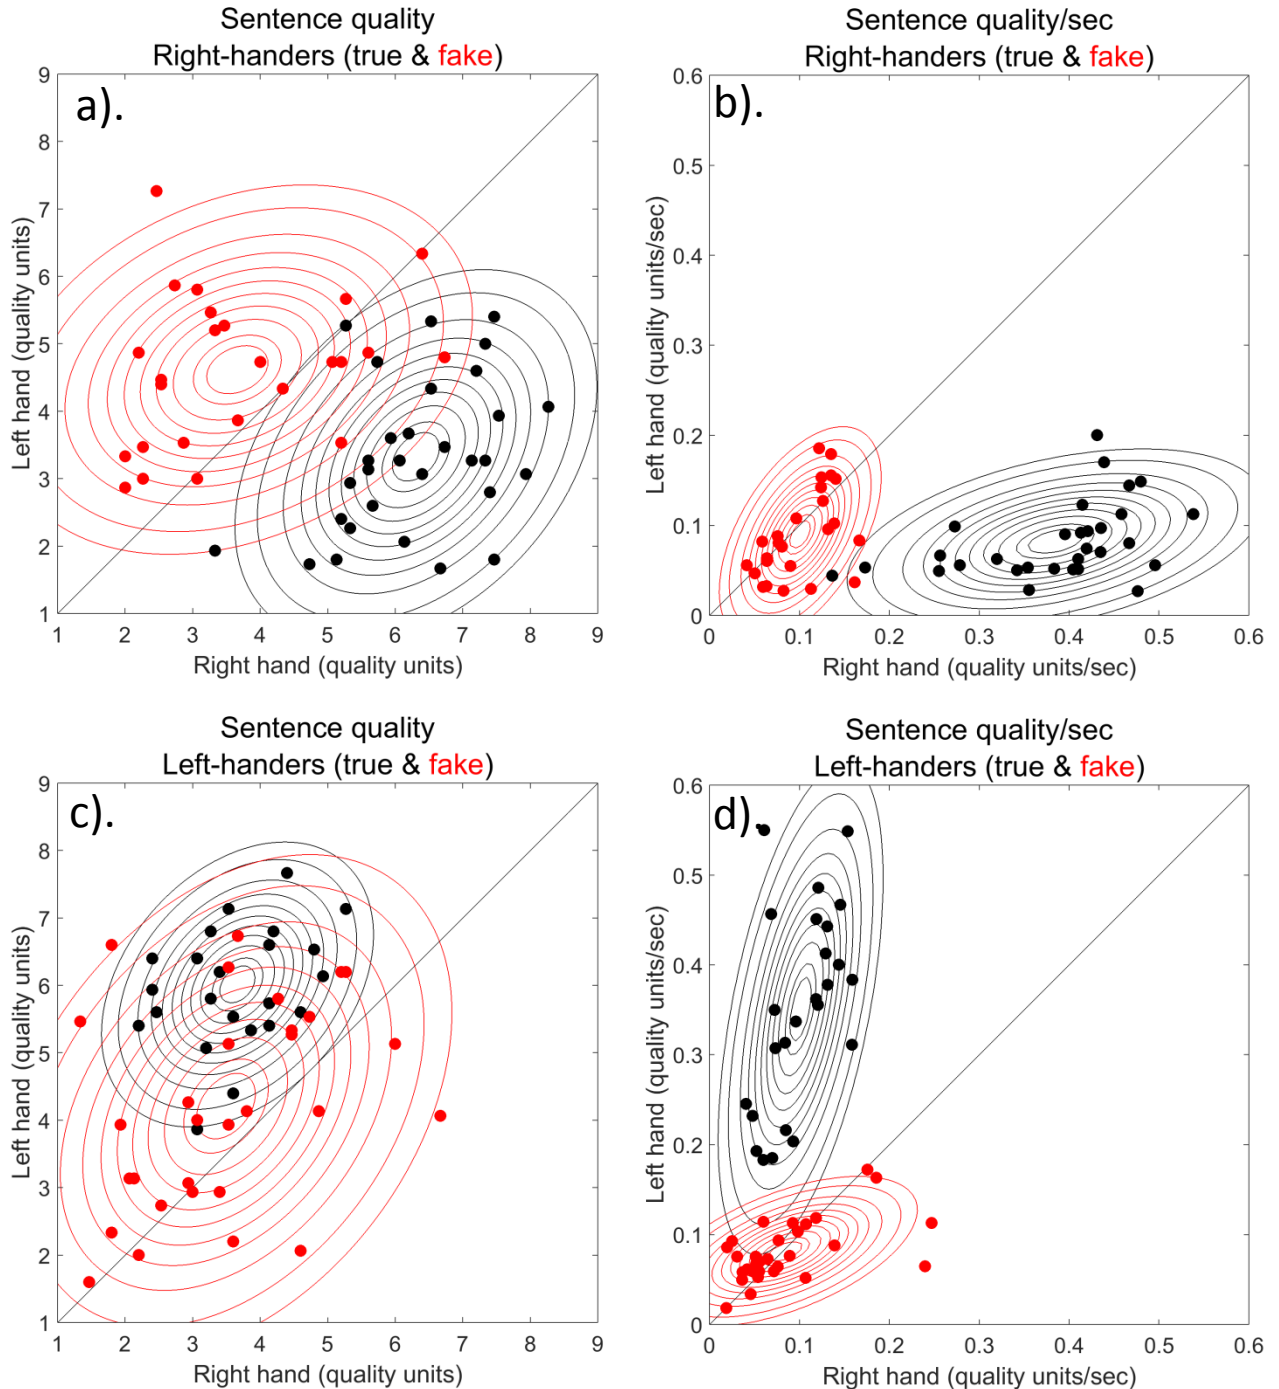 Sentence quality
Right-handers (true & fake)
a).
9
8
7
6
5
4
3
2
1
Left hand (quality units)
1 2 3 4 5 6 7 8 9
Right hand (quality units)
Sentence quality/sec
Right-handers (true & fake)
b).
0.6
0.5
0.4
0.3
0.2
0.1
0
Left hand (quality units/sec)
0 0.1 0.2 0.3 0.4 0.5 0.6
Right hand (quality units/sec)
Sentence quality
Left-handers (true & fake)
c).
9
8
7
6
5
4
3
2
1
Left hand (quality units)
1 2 3 4 5 6 7 8 9
Right hand (quality units)
Sentence quality/sec
Left-handers (true & fake)
d).
0.6
0.5
0.4
0.3
0.2
0.1
0
Left hand (quality units/sec)
0 0.1 0.2 0.3 0.4 0.5 0.6
Right hand (quality units/sec)